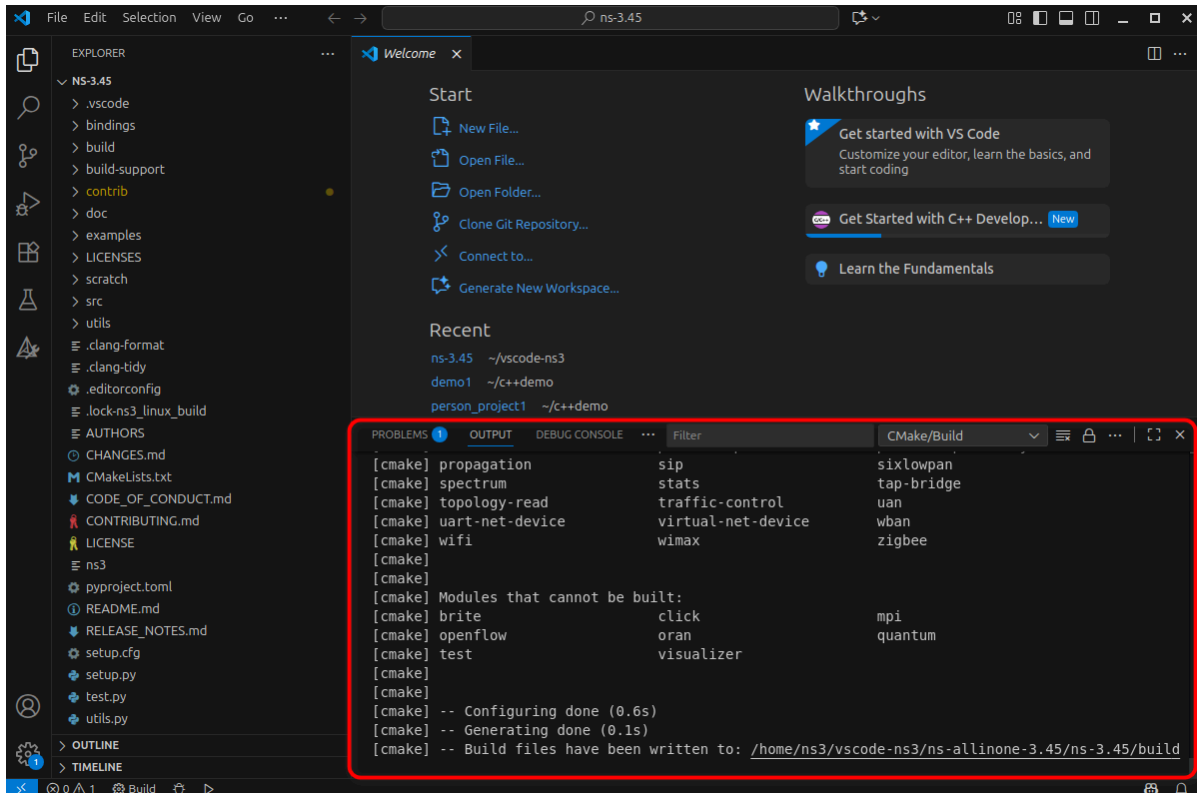 File Edit Selection View Go ··· ns-3.45
EXPLORER ···
NS-3.45
.vscode
bindings
build
build-support
contrib
doc
examples
LICENSES
scratch
src
utils
.clang-format
.clang-tidy
.editorconfig
.lock-ns3_linux_build
AUTHORS
CHANGES.md
CMakeLists.txt
CODE_OF_CONDUCT.md
CONTRIBUTING.md
LICENSE
ns3
pyproject.toml
README.md
RELEASE_NOTES.md
setup.cfg
setup.py
test.py
utils.py
OUTLINE
TIMELINE
1
Welcome
Start
New File...
Open File...
Open Folder...
Clone Git Repository...
Connect to...
Generate New Workspace...
Recent
ns-3.45 ~/vscode-ns3
demo1 ~/c++demo
person_project1 ~/c++demo
Walkthroughs
Get started with VS Code
Customize your editor, learn the basics, and
start coding
Get Started with C++ Develop... New
Learn the Fundamentals
PROBLEMS 1 OUTPUT DEBUG CONSOLE ··· Filter CMake/Build ···
[cmake] propagation sip sixlowpan
[cmake] spectrum stats tap-bridge
[cmake] topology-read traffic-control uan
[cmake] uart-net-device virtual-net-device wban
[cmake] wifi wimax zigbee
[cmake]
[cmake]
[cmake] Modules that cannot be built:
[cmake] brite click mpi
[cmake] openflow oran quantum
[cmake] test visualizer
[cmake]
[cmake]
[cmake] -- Configuring done (0.6s)
[cmake] -- Generating done (0.1s)
[cmake] -- Build files have been written to: /home/ns3/vscode-ns3/ns-allinone-3.45/ns-3.45/build
0 1 Build